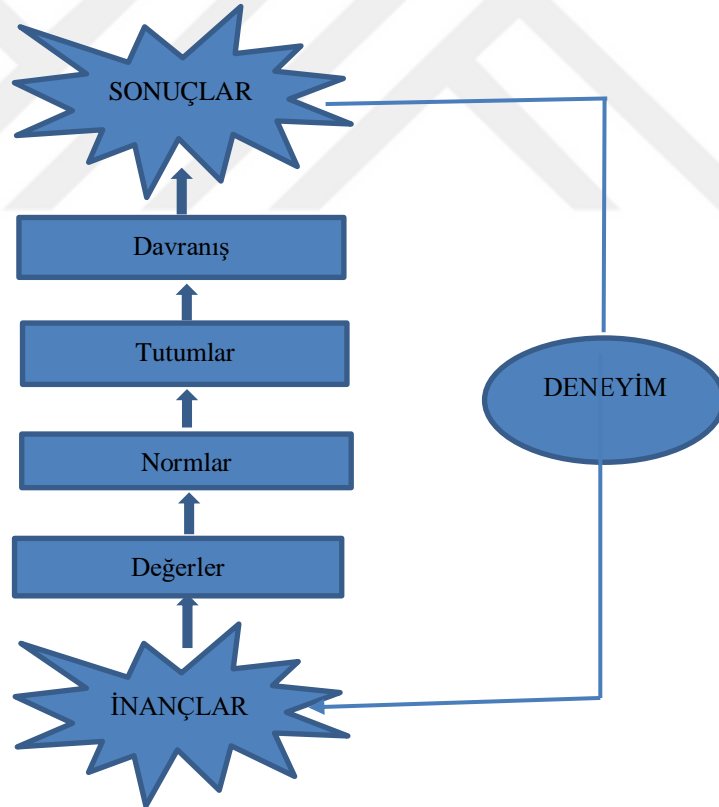 SONUÇLAR
Davranış
Tutumlar
DENEYİM
Normlar
Değerler
İNANÇLAR